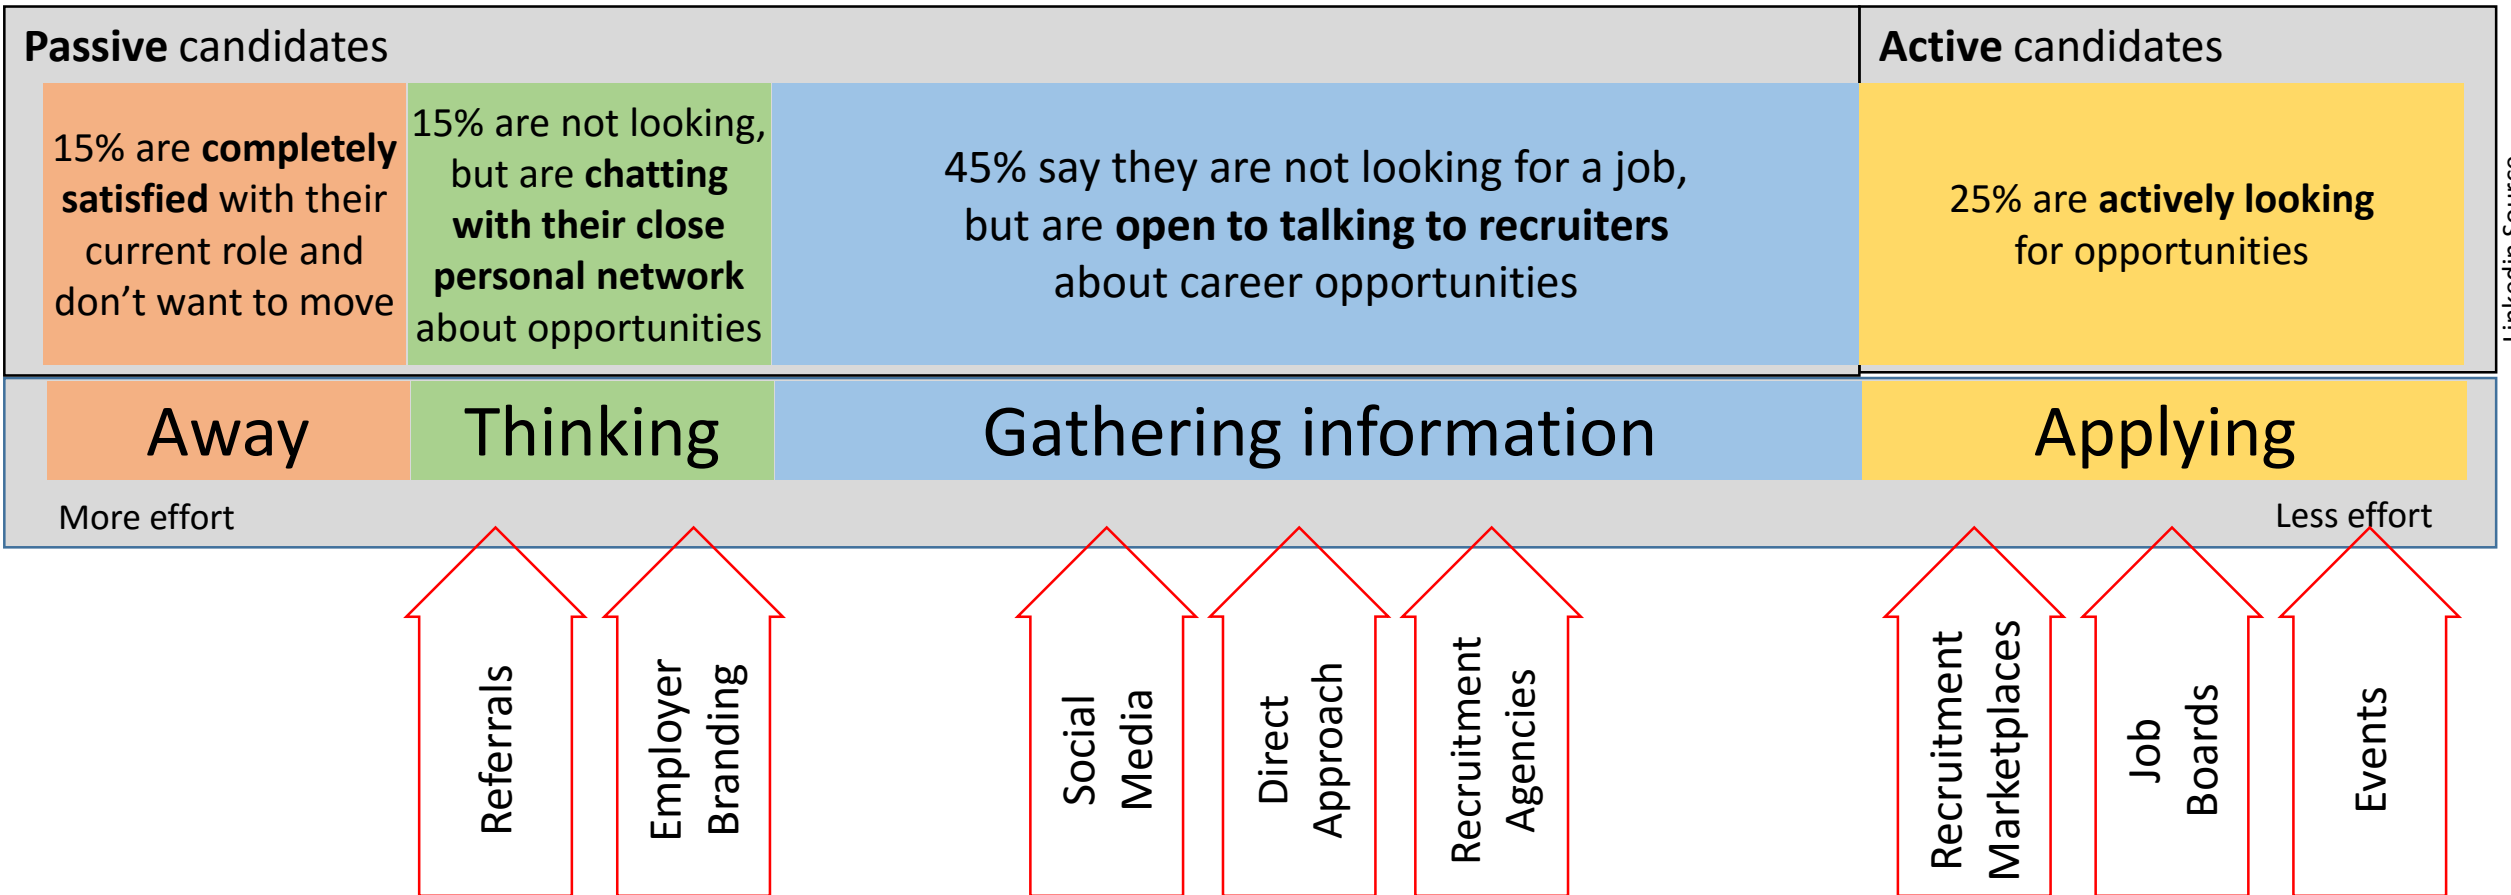 Passive candidates
Active candidates
15% are completely
satisfied with their
current role and
don’t want to move
15% are not looking,
but are chatting
with their close
personal network
about opportunities
45% say they are not looking for a job,
but are open to talking to recruiters
about career opportunities
25% are actively looking
for opportunities
Linkedin Source
Away
Thinking
Gathering information
Applying
More effort
Less effort
Referrals
Employer
Branding
Social
Media
Direct
Approach
Recruitment
Agencies
Recruitment
Marketplaces
Job
Boards
Events